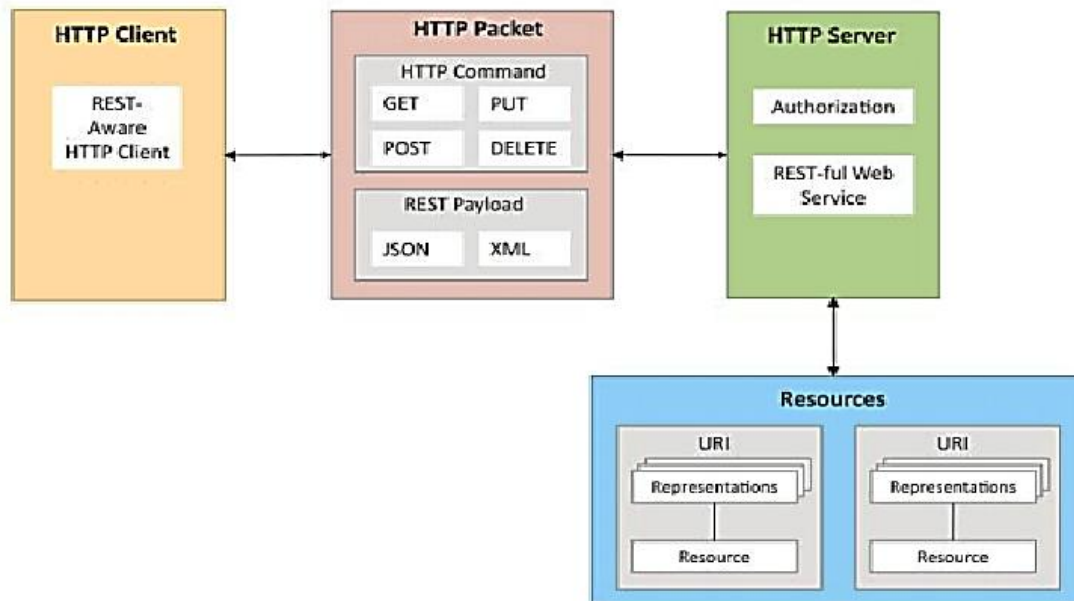 HTTP Client
REST-
Aware
HTTP Client
HTTP Packet
HTTP Command
GET
PUT
POST
DELETE
REST Payload
JSON
XML
HTTP Server
Authorization
REST-ful Web
Service
Resources
URI
Representations
Resource
URI
Representations
Resource